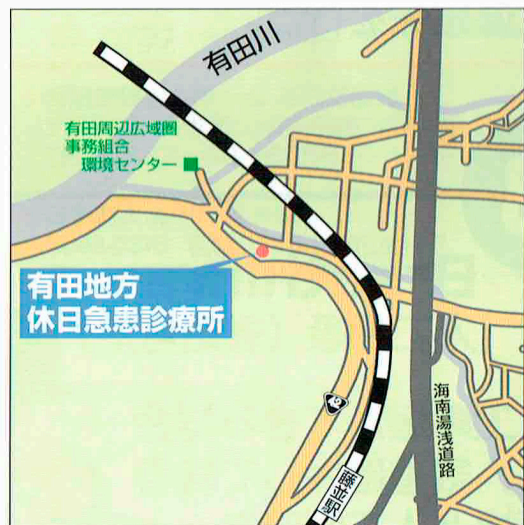 有田川
有田周辺広域圏
事務組合
環境センター
有田地方
休日急患診療所
42
海南湯浅道路
藤並駅